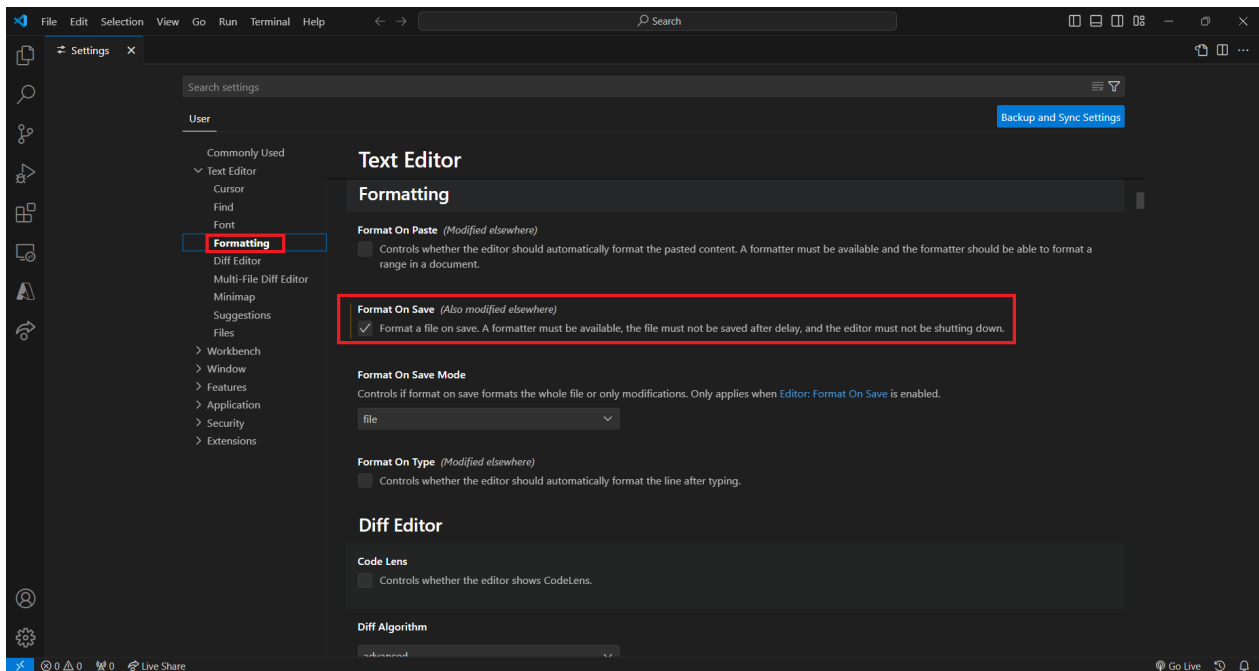 File Edit Selection View Go Run Terminal Help
Search
Settings
Search settings
User
Backup and Sync Settings
Commonly Used
Text Editor
Cursor
Find
Font
Formatting
Diff Editor
Multi-File Diff Editor
Minimap
Suggestions
Files
Workbench
Window
Features
Application
Security
Extensions
Text Editor
Formatting
Format On Paste (Modified elsewhere)
Controls whether the editor should automatically format the pasted content. A formatter must be available and the formatter should be able to format a
range in a document.
Format On Save (Also modified elsewhere)
Format a file on save. A formatter must be available, the file must not be saved after delay, and the editor must not be shutting down.
Format On Save Mode
Controls if format on save formats the whole file or only modifications. Only applies when Editor: Format On Save is enabled.
file
Format On Type (Modified elsewhere)
Controls whether the editor should automatically format the line after typing.
Diff Editor
Code Lens
Controls whether the editor shows CodeLens.
Diff Algorithm
advanced
0 0 0 Live Share
Go Live